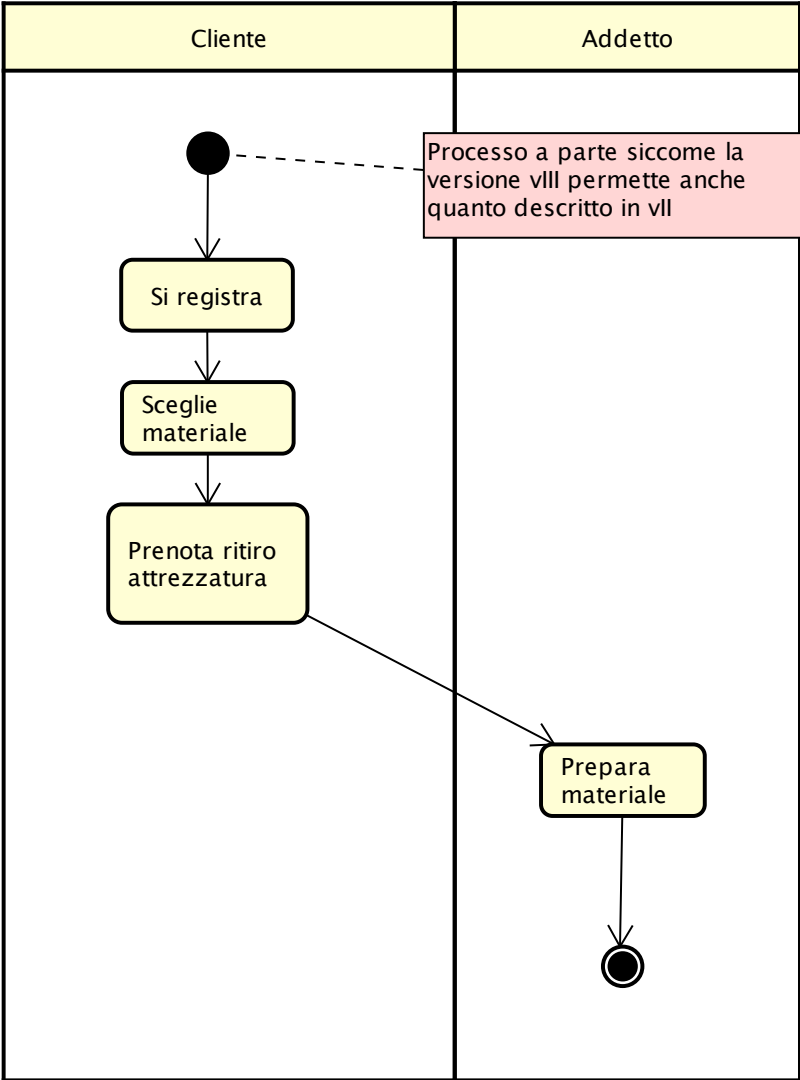 Cliente
Addetto
Processo a parte siccome la
versione vIII permette anche
quanto descritto in vII
Si registra
Sceglie
materiale
Prenota ritiro
attrezzatura
Prepara
materiale